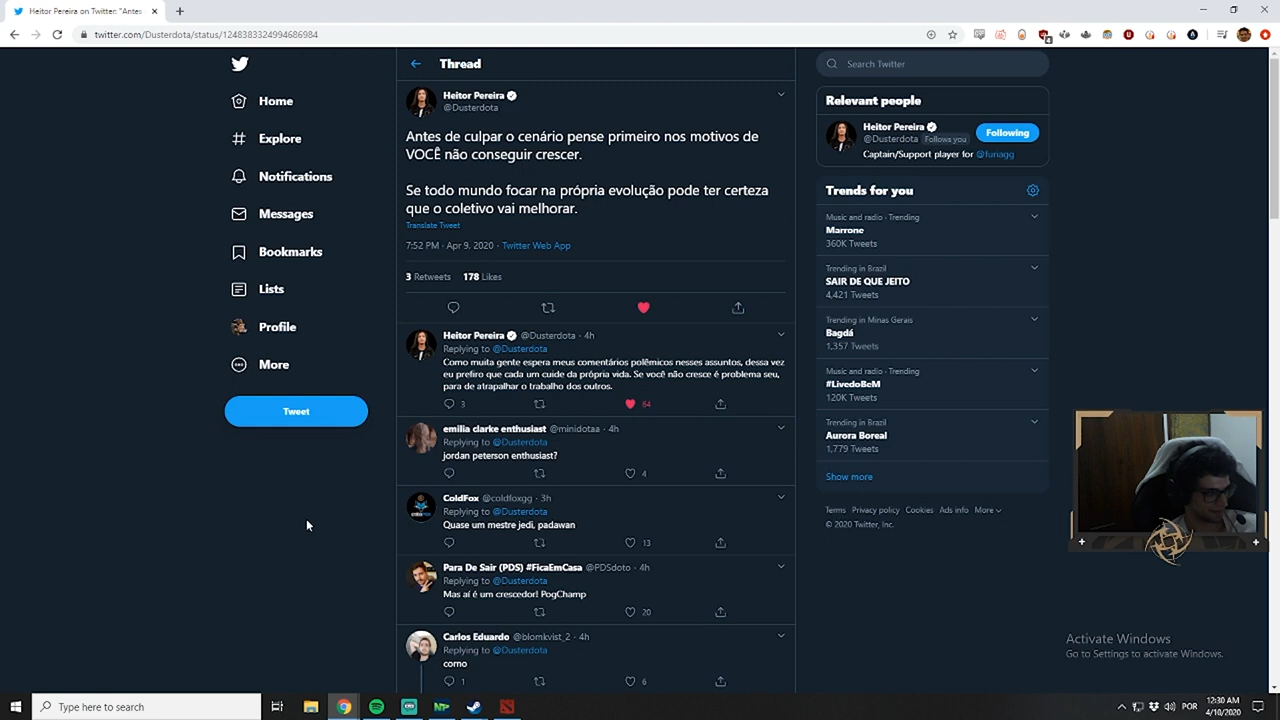 Heitor Pereira on Twitter: "Antes
twitter.com/Dusterdota/status/1248383324994686984
Home
Explore
Notifications
Messages
Bookmarks
Lists
Profile
More
Tweet
Thread
Heitor Pereira
@Dusterdota
Antes de culpar o cenário pense primeiro nos motivos de
VOCÊ não conseguir crescer.
Se todo mundo focar na própria evolução pode ter certeza
que o coletivo vai melhorar.
Translate Tweet
7:52 PM · Apr 9, 2020 · Twitter Web App
3 Retweets 178 Likes
Heitor Pereira @Dusterdota · 4h
Replying to @Dusterdota
Como muita gente espera meus comentários polêmicos nesses assuntos, dessa vez
eu prefiro que cada um cuide da própria vida. Se você não cresce é problema seu,
para de atrapalhar o trabalho dos outros.
3 64
emilia clarke enthusiast @minidotaa · 4h
Replying to @Dusterdota
jordan peterson enthusiast?
4
ColdFox @coldfoxgg · 3h
Replying to @Dusterdota
Quase um mestre jedi, padawan
13
Para De Sair (PDS) #FicaEmCasa @PDSdoto · 4h
Replying to @Dusterdota
Mas aí é um crescedor! PogChamp
20
Carlos Eduardo @blomkvist_2 · 4h
Replying to @Dusterdota
como
1 6
Search Twitter
Relevant people
Heitor Pereira
@Dusterdota Follows you
Following
Captain/Support player for @furiagg
Trends for you
Music and radio · Trending
Marrone
360K Tweets
Trending in Brazil
SAIR DE QUE JEITO
4,421 Tweets
Trending in Minas Gerais
Bagdá
1,357 Tweets
Music and radio · Trending
#LivedoBeM
120K Tweets
Trending in Brazil
Aurora Boreal
1,779 Tweets
Show more
Terms Privacy policy Cookies Ads info More
© 2020 Twitter, Inc.
Activate Windows
Go to Settings to activate Windows.
Type here to search
POR
12:30 AM
4/10/2020